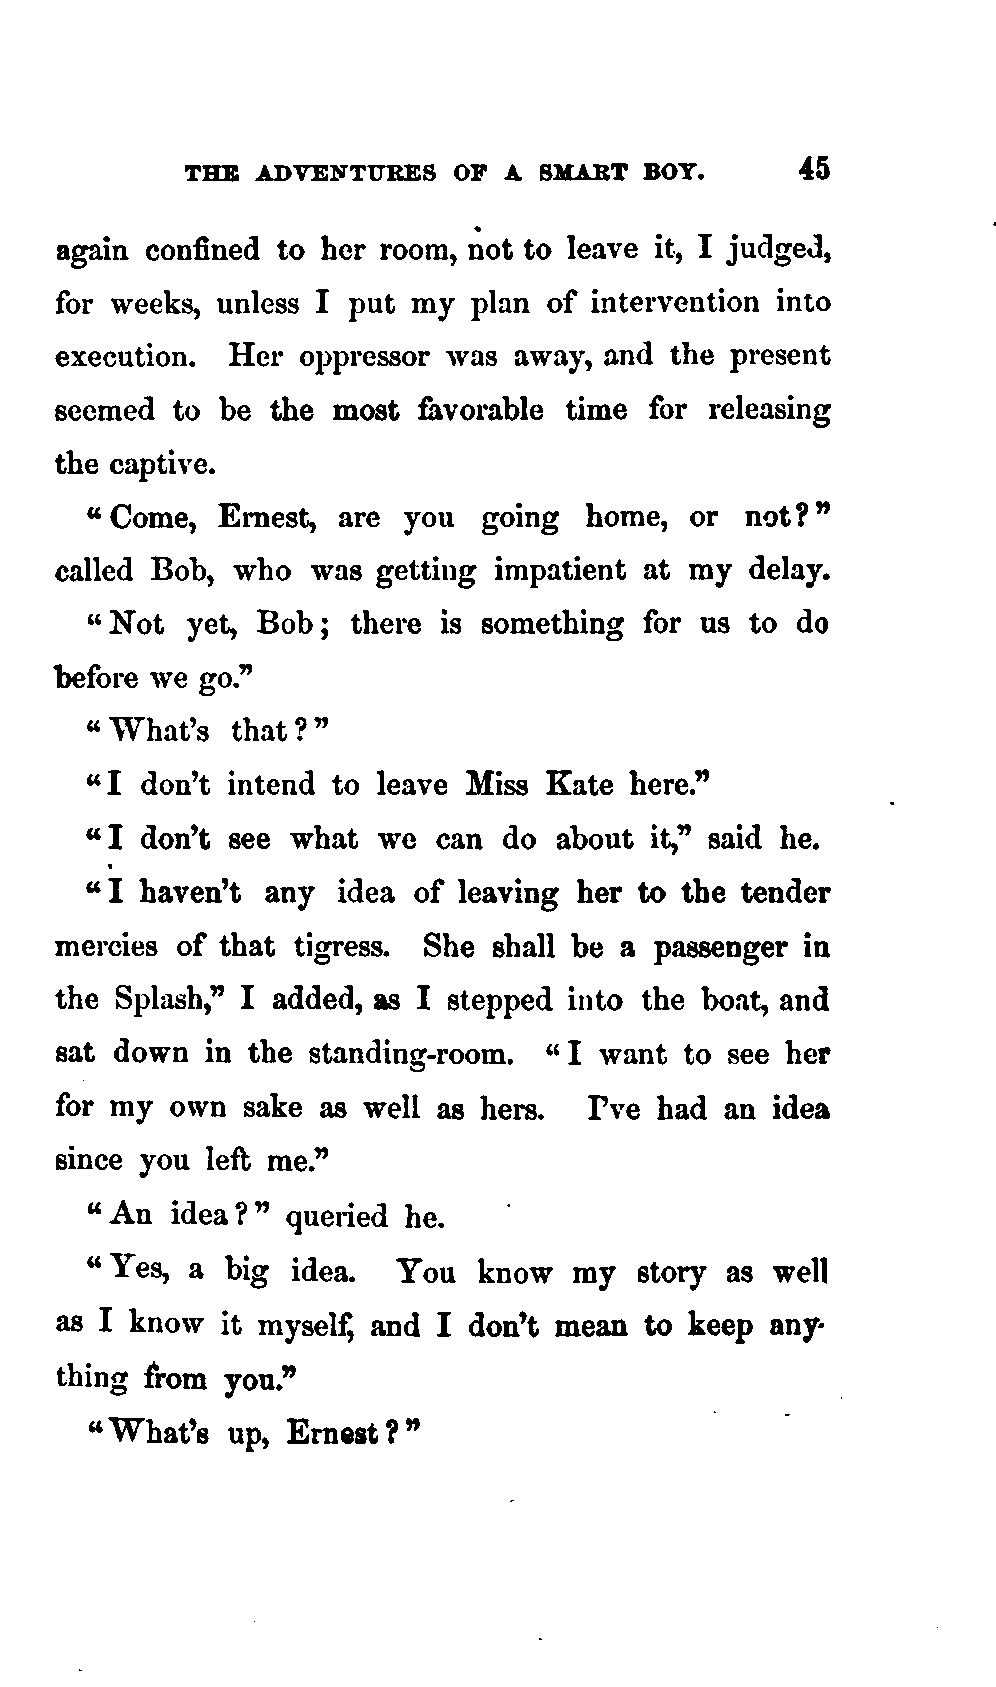 THE ADVENTURES OF A SMART BOY. 45
again confined to her room, not to leave it, I judged,
for weeks, unless I put my plan of intervention into
execution. Her oppressor was away, and the present
seemed to be the most favorable time for releasing
the captive.
“Come, Ernest, are you going home, or not?”
called Bob, who was getting impatient at my delay.
“Not yet, Bob; there is something for us to do
before we go.”
“What's that?”
“I don't intend to leave Miss Kate here.”
“I don't see what we can do about it,” said he.
“I haven't any idea of leaving her to the tender
mercies of that tigress. She shall be a passenger in
the Splash,” I added, as I stepped into the boat, and
sat down in the standing-room. “I want to see her
for my own sake as well as hers. I've had an idea
since you left me.”
“An idea?” queried he.
“Yes, a big idea. You know my story as well
as I know it myself, and I don't mean to keep any-
thing from you.”
“What's up, Ernest?”